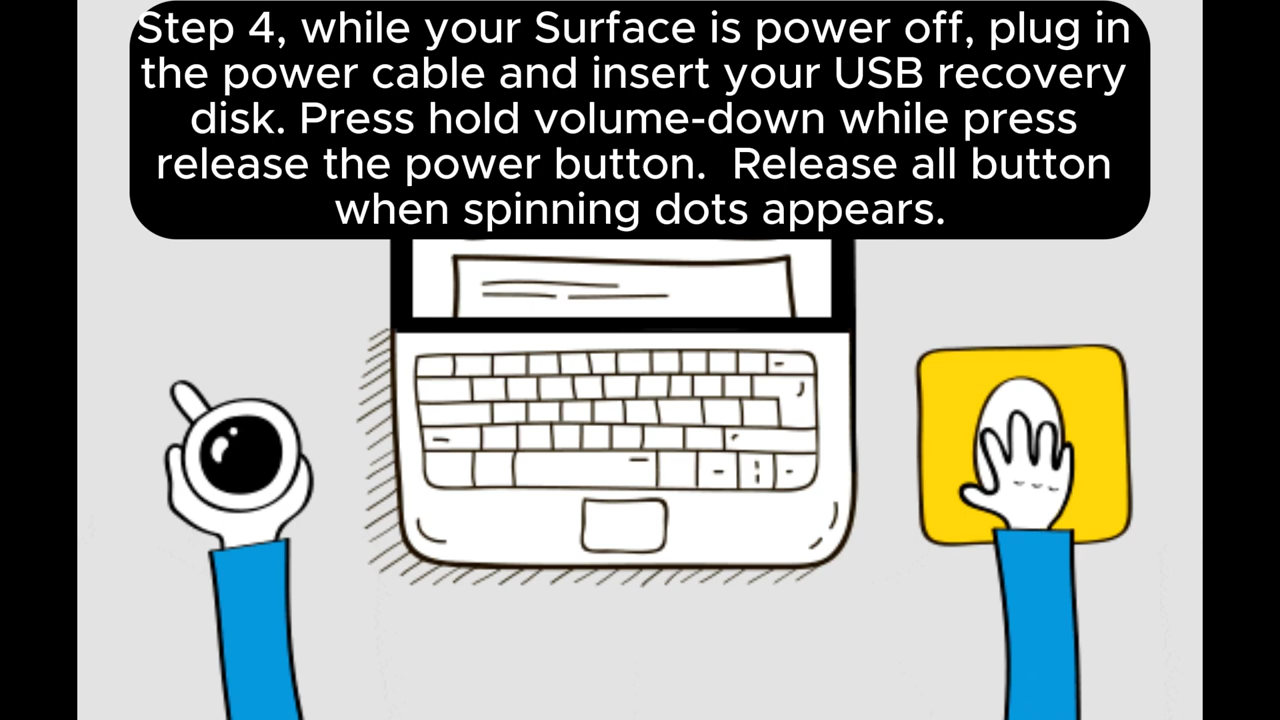 Step 4, while your Surface is power off, plug in
the power cable and insert your USB recovery
disk. Press hold volume-down while press
release the power button.  Release all button
when spinning dots appears.